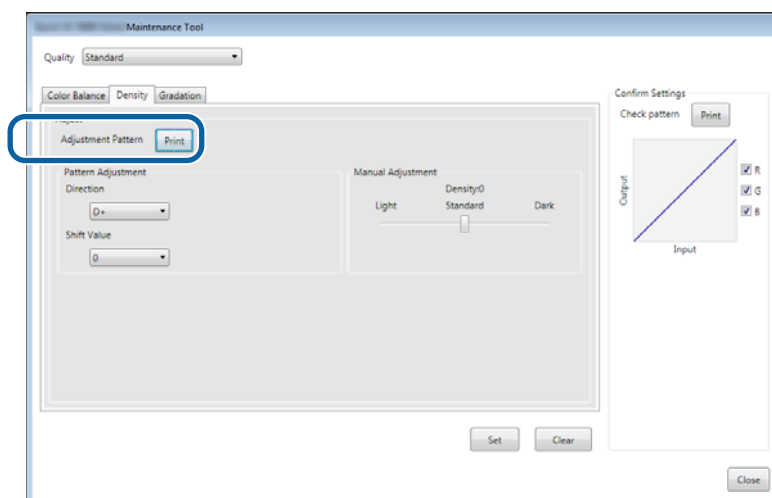 Maintenance Tool
Quality Standard
Color Balance Density Gradation
Adjustment Pattern Print
Pattern Adjustment
Direction
D+
Shift Value
0
Manual Adjustment
Density:0
Light Standard Dark
Set Clear
Confirm Settings
Check pattern Print
Output
R
G
B
Input
Close